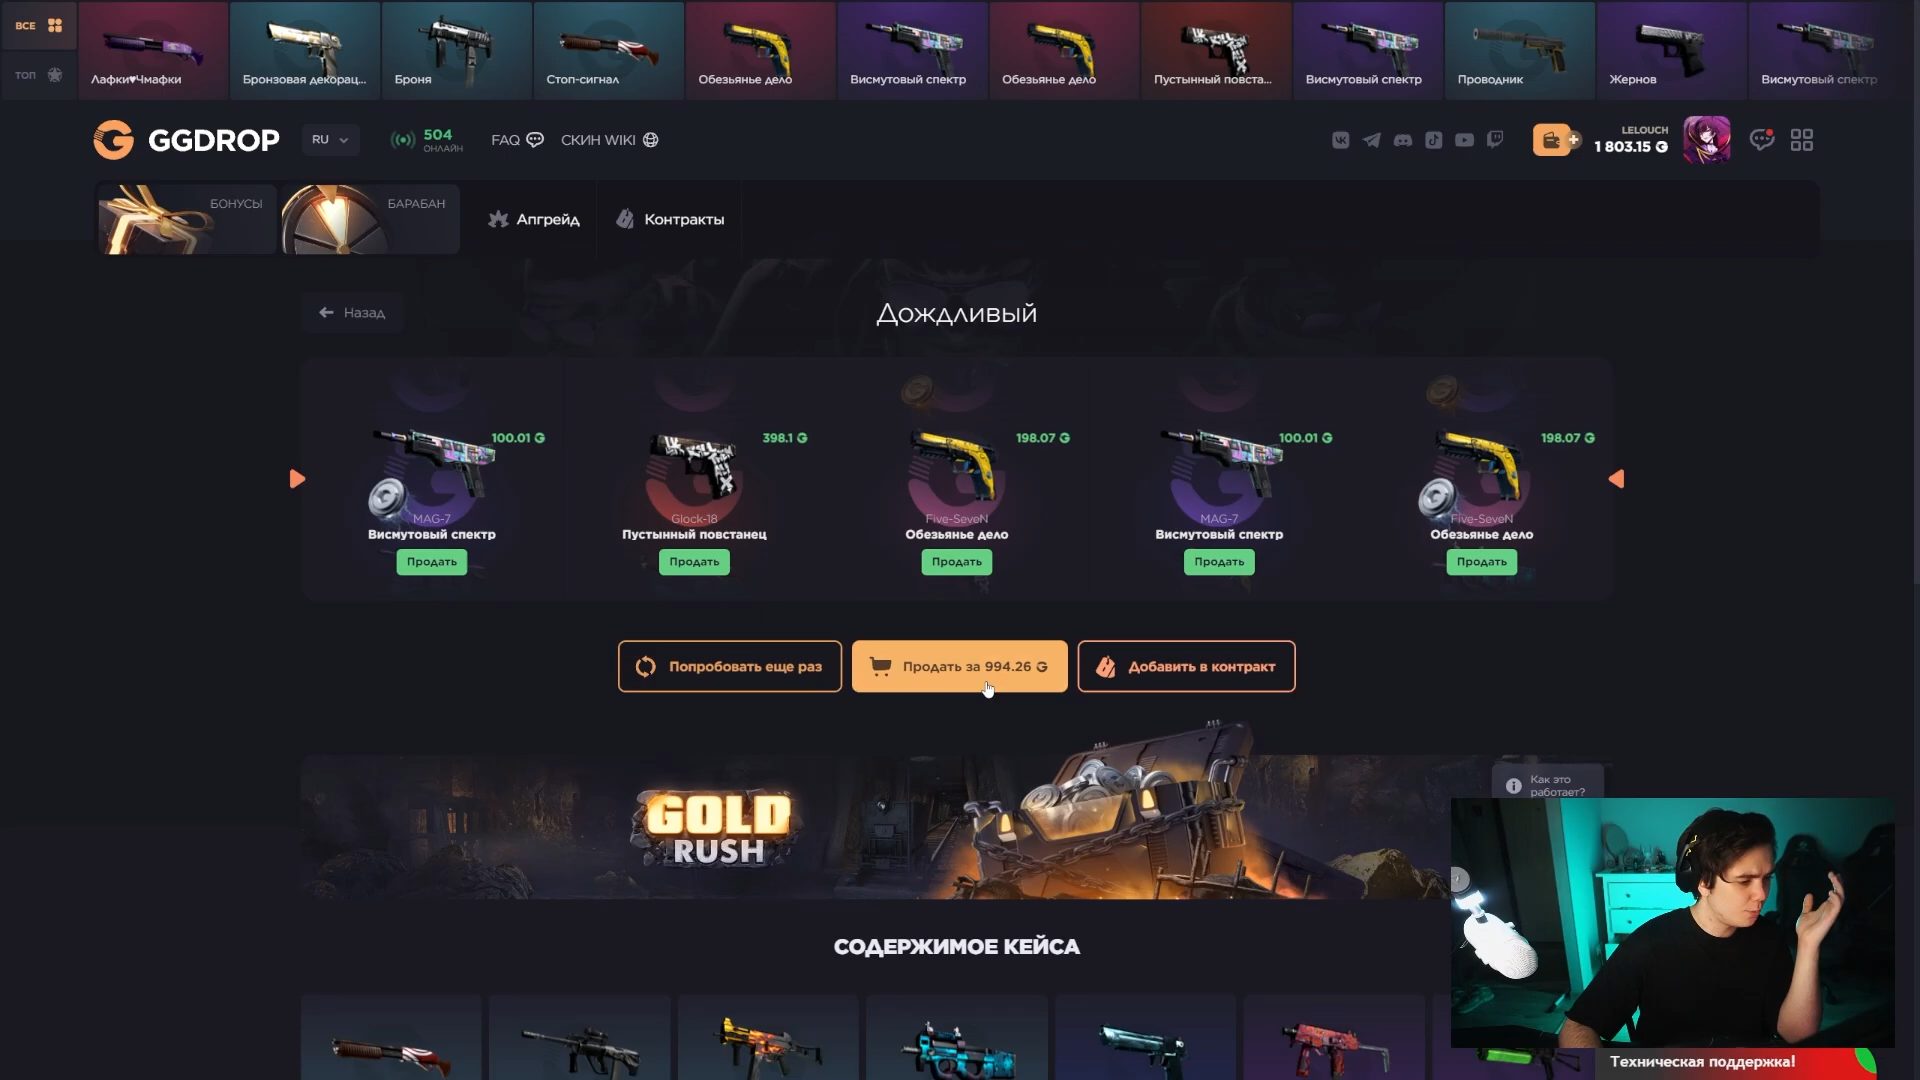 ВСЕ
ТОП
Лафки♥Чмафки
Бронзовая декорац...
Броня
Стоп-сигнал
Обезьянье дело
Висмутовый спектр
Обезьянье дело
Пустынный повста...
Висмутовый спектр
Проводник
Жернов
Висмутовый спектр
GGDROP
RU
504
ОНЛАЙН
FAQ
СКИН WIKI
LELOUCH
1 803.15 G
БОНУСЫ
БАРАБАН
Апгрейд
Контракты
Назад
Дождливый
100.01 G
398.1 G
198.07 G
100.01 G
198.07 G
MAG-7
Glock-18
Five-SeveN
MAG-7
Five-SeveN
Висмутовый спектр
Пустынный повстанец
Обезьянье дело
Висмутовый спектр
Обезьянье дело
Продать
Продать
Продать
Продать
Продать
Попробовать еще раз
Продать за 994.26 G
Добавить в контракт
GOLD
RUSH
Как это
работает?
СОДЕРЖИМОЕ КЕЙСА
Техническая поддержка!